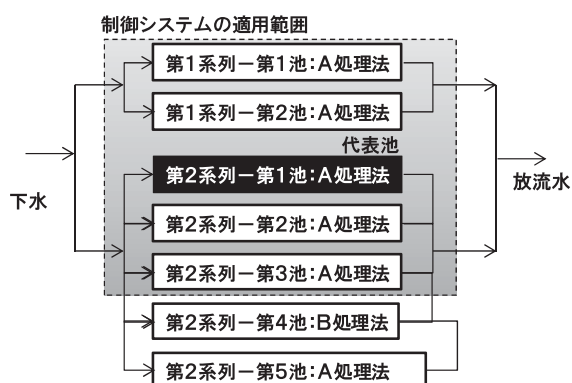 制御システムの適用範囲
第1系列－第1池：A処理法
第1系列－第2池：A処理法
代表池
第2系列－第1池：A処理法
下水
放流水
第2系列－第2池：A処理法
第2系列－第3池：A処理法
第2系列－第4池：B処理法
第2系列－第5池：A処理法